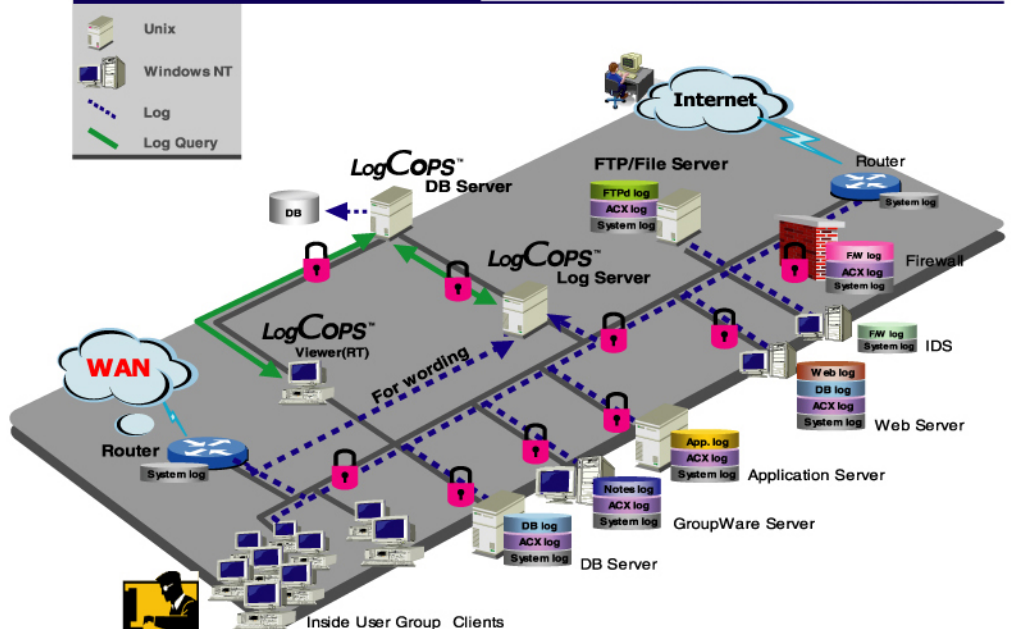 Unix
Windows NT
Log
Log Query
Internet
Router
System log
FTP/File Server
FTPd log
ACX log
System log
LogCOPS™
DB Server
DB
LogCOPS™
Log Server
F/W log
ACX log
System log
Firewall
LogCOPS™
Viewer(RT)
F/W log
System log
IDS
WAN
For wording
Web log
DB log
ACX log
System log
Web Server
Router
System log
App. log
ACX log
System log
Application Server
Notes log
ACX log
System log
GroupWare Server
DB log
ACX log
System log
DB Server
Inside User Group Clients